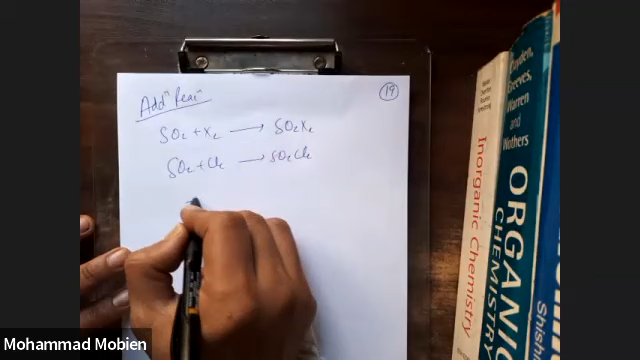 Addⁿ Reacⁿ
19
SO₂ + X₂ → SO₂X₂
SO₂ + Cl₂ → SO₂Cl₂
Inorganic Chemistry
Clayden,
Greeves,
Warren
and
Wothers
ORGANIC
CHEMISTRY
Mohammad Mobien